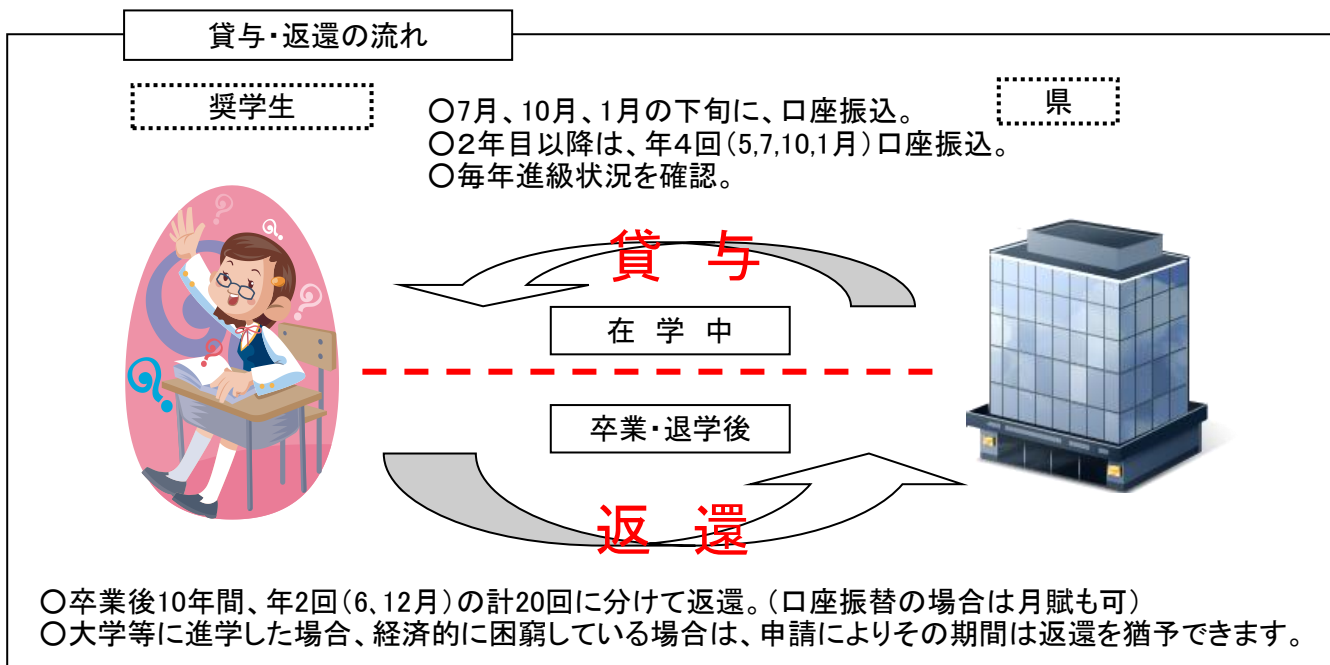 貸与・返還の流れ
奨学生
県
○7月、10月、1月の下旬に、口座振込。
○２年目以降は、年４回（5,7,10,1月）口座振込。
○毎年進級状況を確認。
貸 与
在 学 中
卒業・退学後
返 還
○卒業後10年間、年2回（6、12月）の計20回に分けて返還。（口座振替の場合は月賦も可）
○大学等に進学した場合、経済的に困窮している場合は、申請によりその期間は返還を猶予できます。